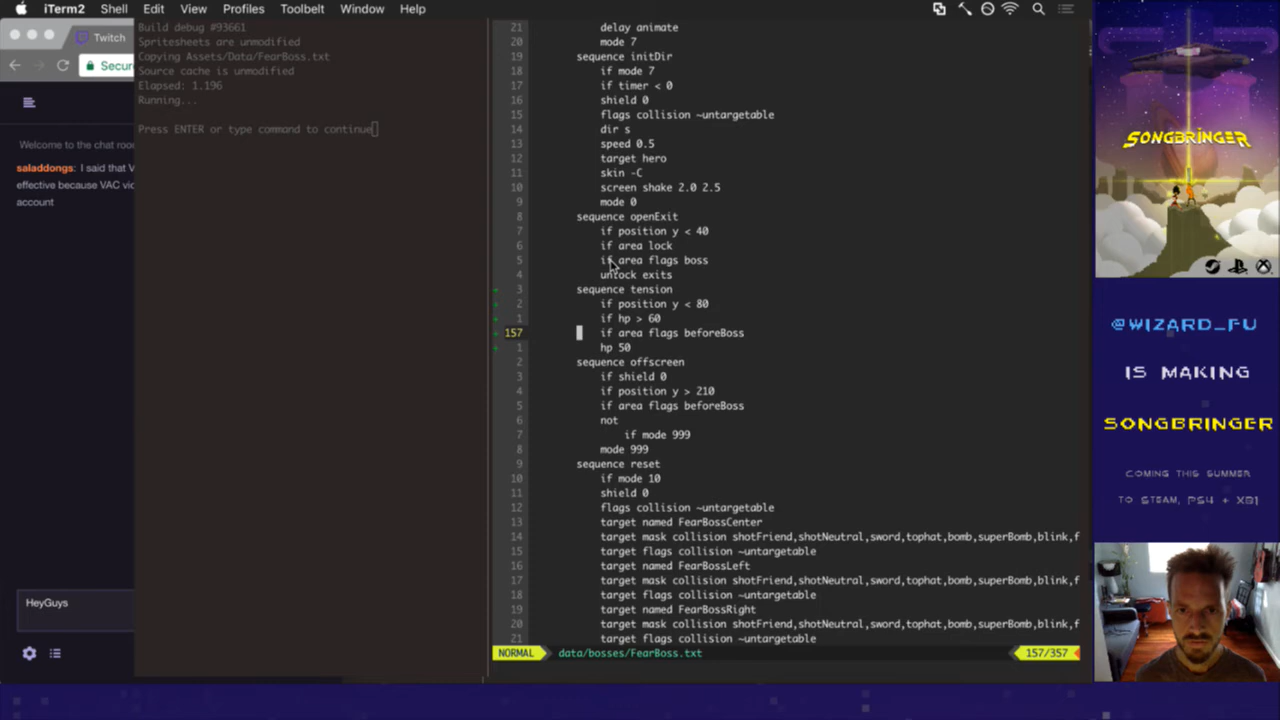 iTerm2 Shell Edit View Profiles Toolbelt Window Help
Twitch
Secur
Welcome to the chat roo
saladdongs: I said that V
effective because VAC vi
account
HeyGuys
Build debug #93661
Spritesheets are unmodified
Copying Assets/Data/FearBoss.txt
Source cache is unmodified
Elapsed: 1.196
Running...
Press ENTER or type command to continue
21 delay animate
20 mode 7
19 sequence initDir
18 if mode 7
17 if timer < 0
16 shield 0
15 flags collision ~untargetable
14 dir s
13 speed 0.5
12 target hero
11 skin -C
10 screen shake 2.0 2.5
9 mode 0
8 sequence openExit
7 if position y < 40
6 if area lock
5 if area flags boss
4 unlock exits
3 sequence tension
2 if position y < 80
1 if hp > 60
157 if area flags beforeBoss
1 hp 50
2 sequence offscreen
3 if shield 0
4 if position y > 210
5 if area flags beforeBoss
6 not
7 if mode 999
8 mode 999
9 sequence reset
10 if mode 10
11 shield 0
12 flags collision ~untargetable
13 target named FearBossCenter
14 target mask collision shotFriend,shotNeutral,sword,tophat,bomb,superBomb,blink,f
15 target flags collision ~untargetable
16 target named FearBossLeft
17 target mask collision shotFriend,shotNeutral,sword,tophat,bomb,superBomb,blink,f
18 target flags collision ~untargetable
19 target named FearBossRight
20 target mask collision shotFriend,shotNeutral,sword,tophat,bomb,superBomb,blink,f
21 target flags collision ~untargetable
NORMAL data/bosses/FearBoss.txt 157/357
SONGBRINGER
@WIZARD_FU
IS MAKING
SONGBRINGER
COMING THIS SUMMER
TO STEAM, PS4 + XB1